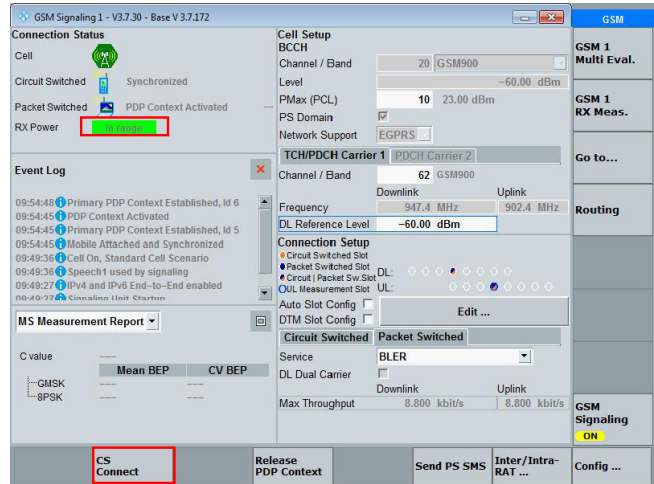 GSM Signaling 1 - V3.7.30 - Base V 3.7.172
GSM
Connection Status
Cell
Circuit Switched Synchronized
Packet Switched PDP Context Activated ---
RX Power In range
Event Log
09:54:48 Primary PDP Context Established, Id 6
09:54:45 PDP Context Activated
09:54:45 Primary PDP Context Established, Id 5
09:54:45 Mobile Attached and Synchronized
09:49:36 Cell On, Standard Cell Scenario
09:49:36 Speech1 used by signaling
09:49:27 IPv4 and IPv6 End-to-End enabled
09:49:27 Signaling Unit Startup
MS Measurement Report
C value ---
Mean BEP CV BEP
GMSK --- ---
8PSK --- ---
Cell Setup
BCCH
Channel / Band 20 GSM900
Level -60.00 dBm
PMax (PCL) 10 23.00 dBm
PS Domain
Network Support EGPRS
TCH/PDCH Carrier 1 PDCH Carrier 2
Channel / Band 62 GSM900
Downlink Uplink
Frequency 947.4 MHz 902.4 MHz
DL Reference Level -60.00 dBm
Connection Setup
Circuit Switched Slot
Packet Switched Slot
Circuit | Packet Sw.Slot
UL Measurement Slot
DL:
UL:
Auto Slot Config
DTM Slot Config
Edit ...
Circuit Switched Packet Switched
Service BLER
DL Dual Carrier
Downlink Uplink
Max Throughput 8.800 kbit/s 8.800 kbit/s
GSM 1
Multi Eval.
GSM 1
RX Meas.
Go to...
Routing
GSM
Signaling
ON
CS
Connect
Release
PDP Context
Send PS SMS
Inter/Intra-
RAT ...
Config ...